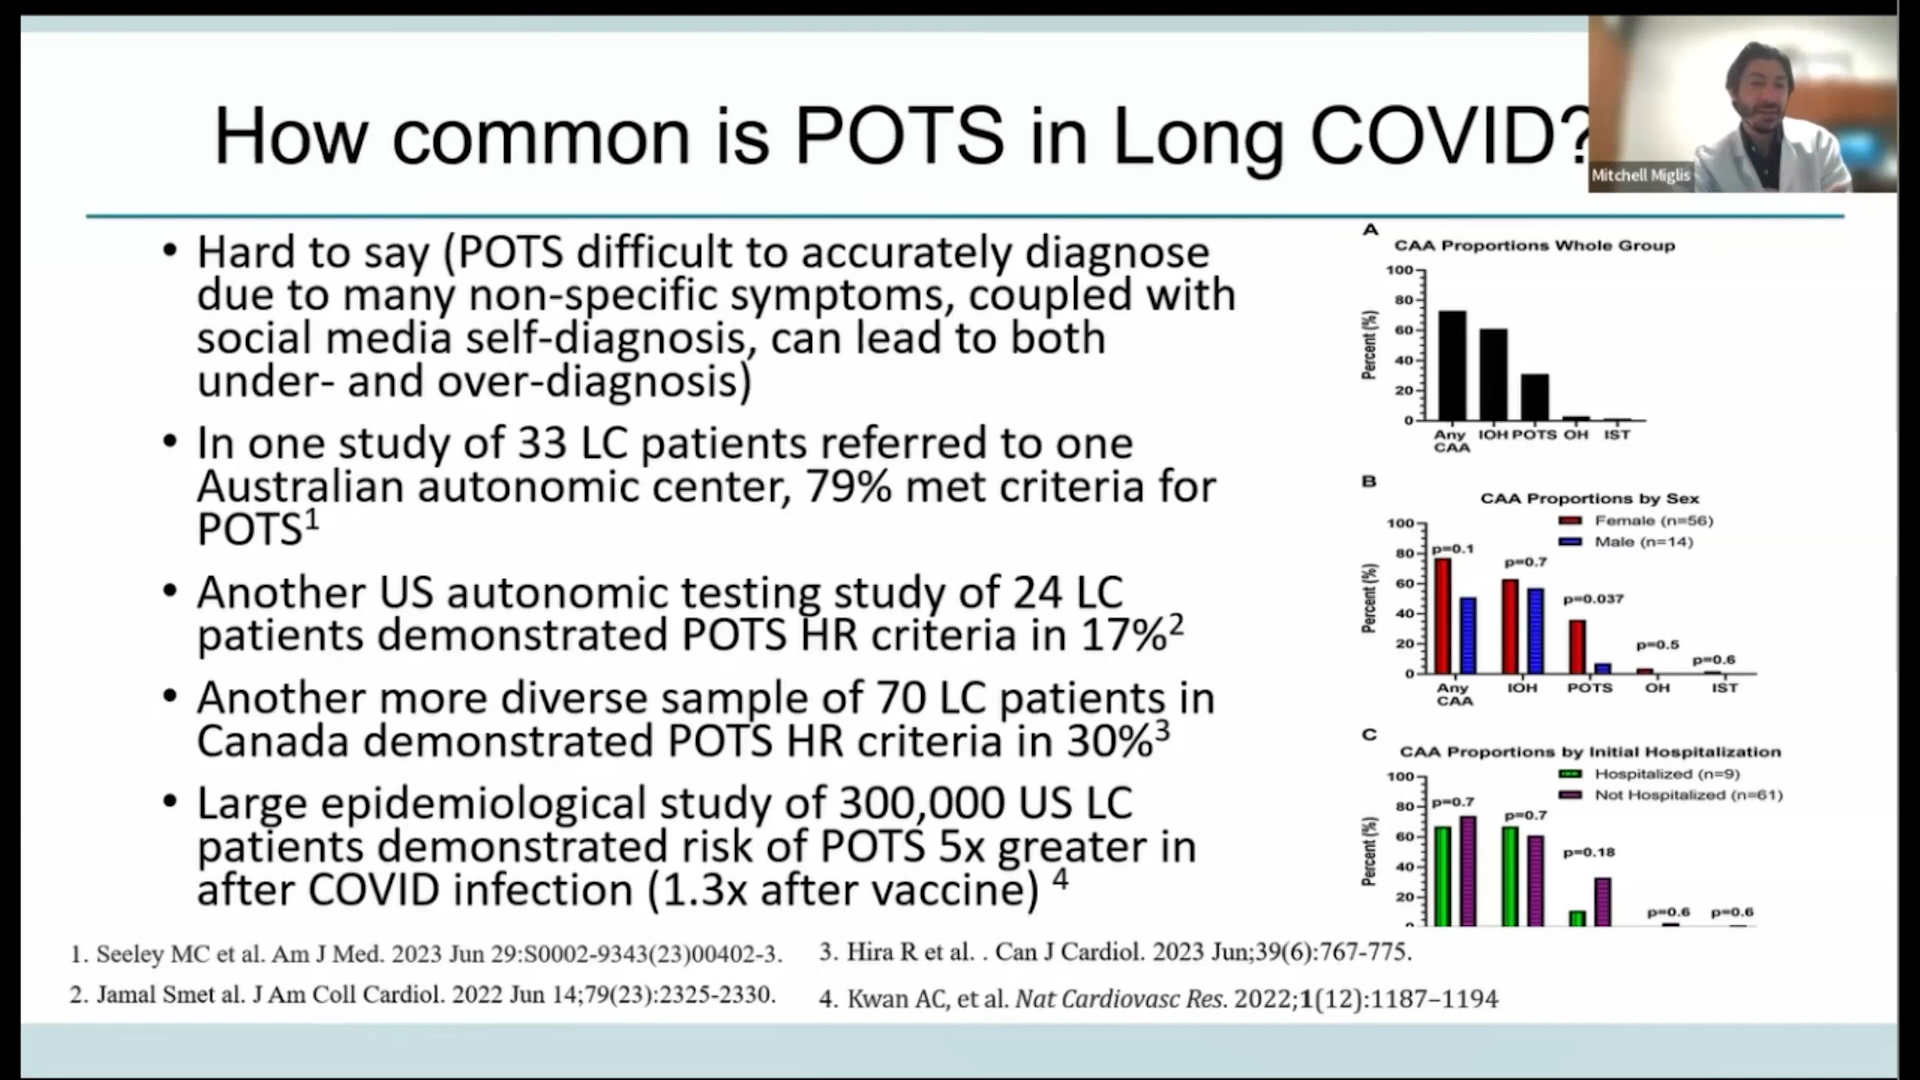 How common is POTS in Long COVID?
Mitchell Miglis
• Hard to say (POTS difficult to accurately diagnose
due to many non-specific symptoms, coupled with
social media self-diagnosis, can lead to both
under- and over-diagnosis)
• In one study of 33 LC patients referred to one
Australian autonomic center, 79% met criteria for
POTS¹
• Another US autonomic testing study of 24 LC
patients demonstrated POTS HR criteria in 17%²
• Another more diverse sample of 70 LC patients in
Canada demonstrated POTS HR criteria in 30%³
• Large epidemiological study of 300,000 US LC
patients demonstrated risk of POTS 5x greater in
after COVID infection (1.3x after vaccine) ⁴
A
CAA Proportions Whole Group
Percent (%)
100
80
60
40
20
0
Any IOH POTS OH IST
CAA
B
CAA Proportions by Sex
Female (n=56)
Male (n=14)
Percent (%)
100
80
60
40
20
0
p=0.1
p=0.7
p=0.037
p=0.5
p=0.6
Any IOH POTS OH IST
CAA
C
CAA Proportions by Initial Hospitalization
Hospitalized (n=9)
Not Hospitalized (n=61)
Percent (%)
100
80
60
40
20
p=0.7
p=0.7
p=0.18
p=0.6
p=0.6
1. Seeley MC et al. Am J Med. 2023 Jun 29:S0002-9343(23)00402-3.
2. Jamal Smet al. J Am Coll Cardiol. 2022 Jun 14;79(23):2325-2330.
3. Hira R et al. . Can J Cardiol. 2023 Jun;39(6):767-775.
4. Kwan AC, et al. Nat Cardiovasc Res. 2022;1(12):1187–1194